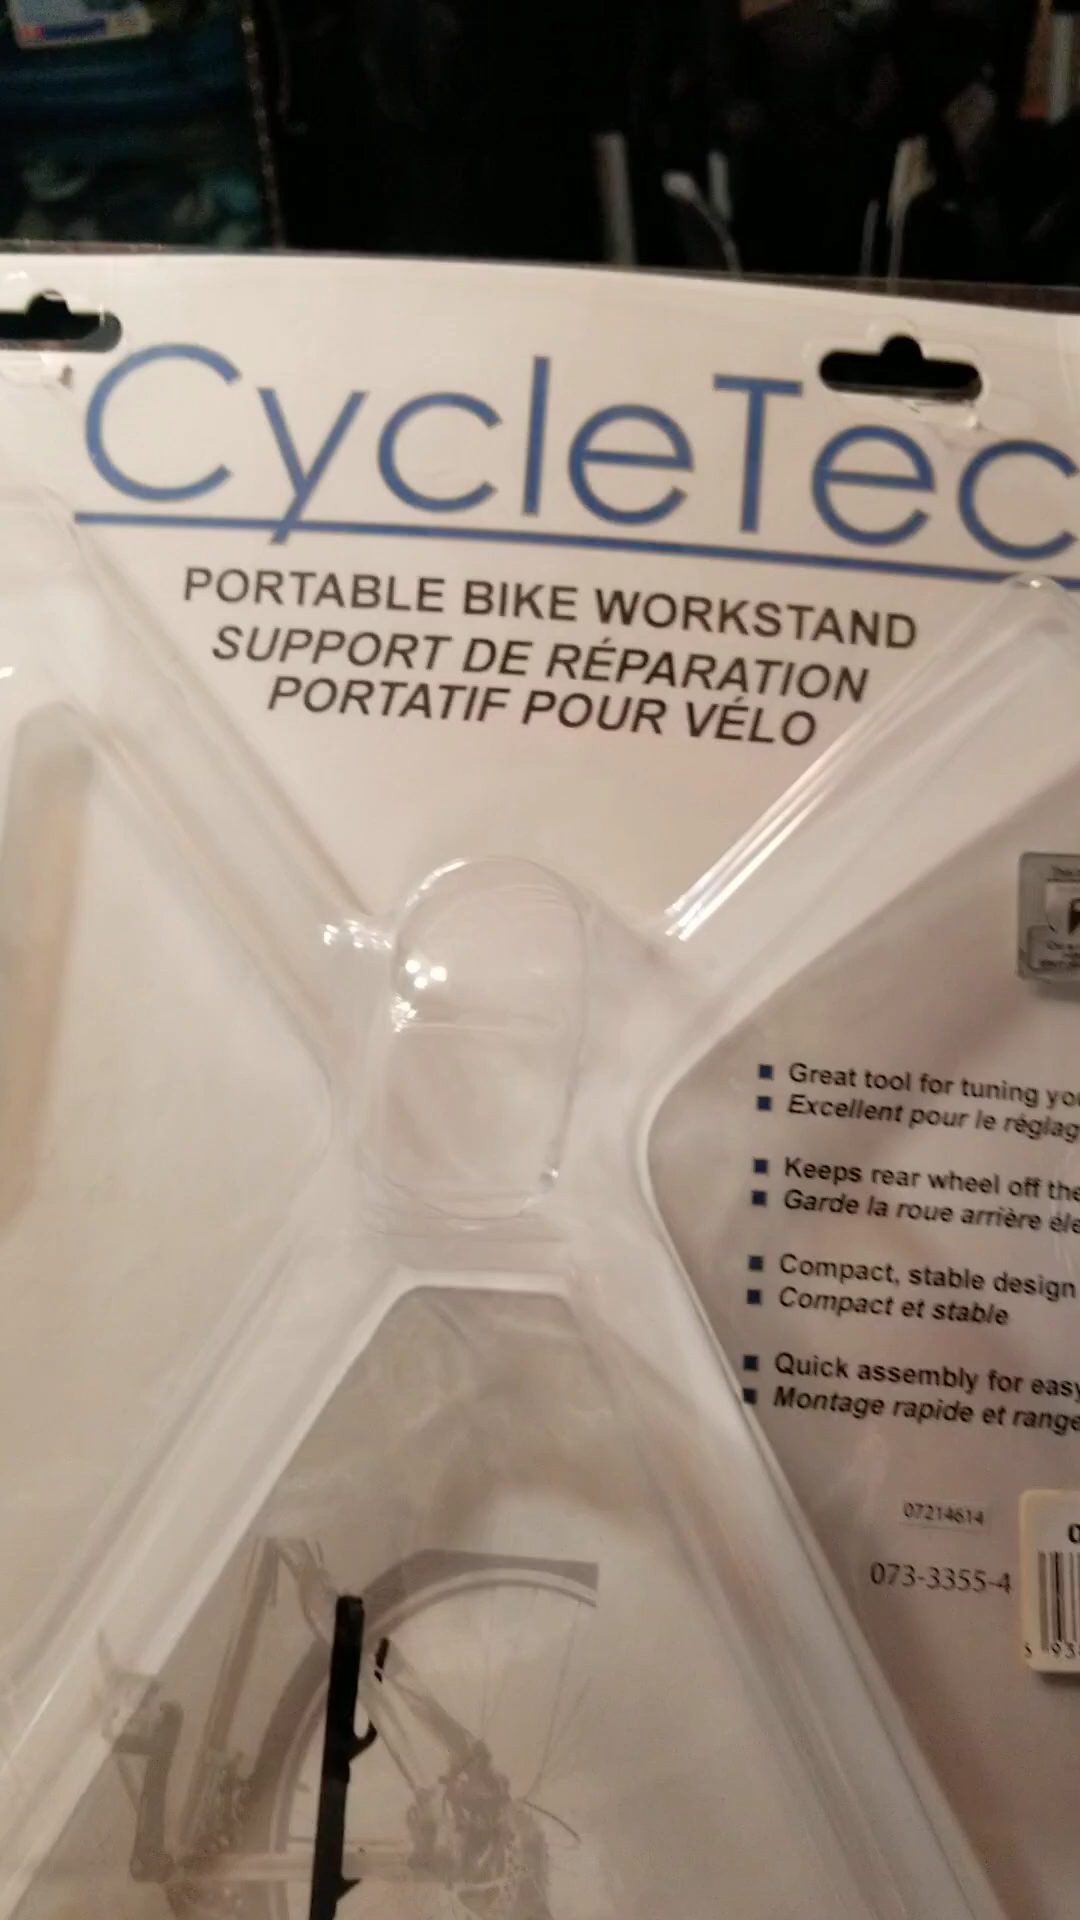 CycleTec
PORTABLE BIKE WORKSTAND
SUPPORT DE RÉPARATION
PORTATIF POUR VÉLO
Great tool for tuning
Excellent pour le
Keeps rear wheel off the
Garde la roue arrière
Compact, stable design
Compact et stable
Quick assembly for
Montage rapide et
07214614
073-3355-4